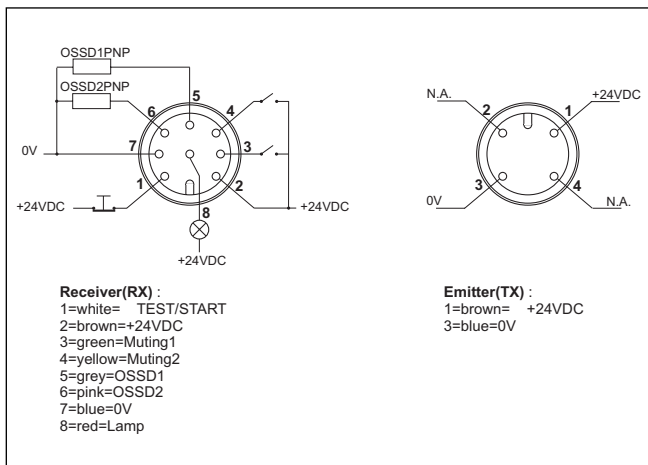 OSSD1PNP
OSSD2PNP
5
4
6
0V
7
3
1
2
+24VDC
+24VDC
8
+24VDC
N.A.
+24VDC
2
1
3
4
0V
N.A.
Receiver(RX) :
1=white= TEST/START
2=brown=+24VDC
3=green=Muting1
4=yellow=Muting2
5=grey=OSSD1
6=pink=OSSD2
7=blue=0V
8=red=Lamp
Emitter(TX) :
1=brown= +24VDC
3=blue=0V